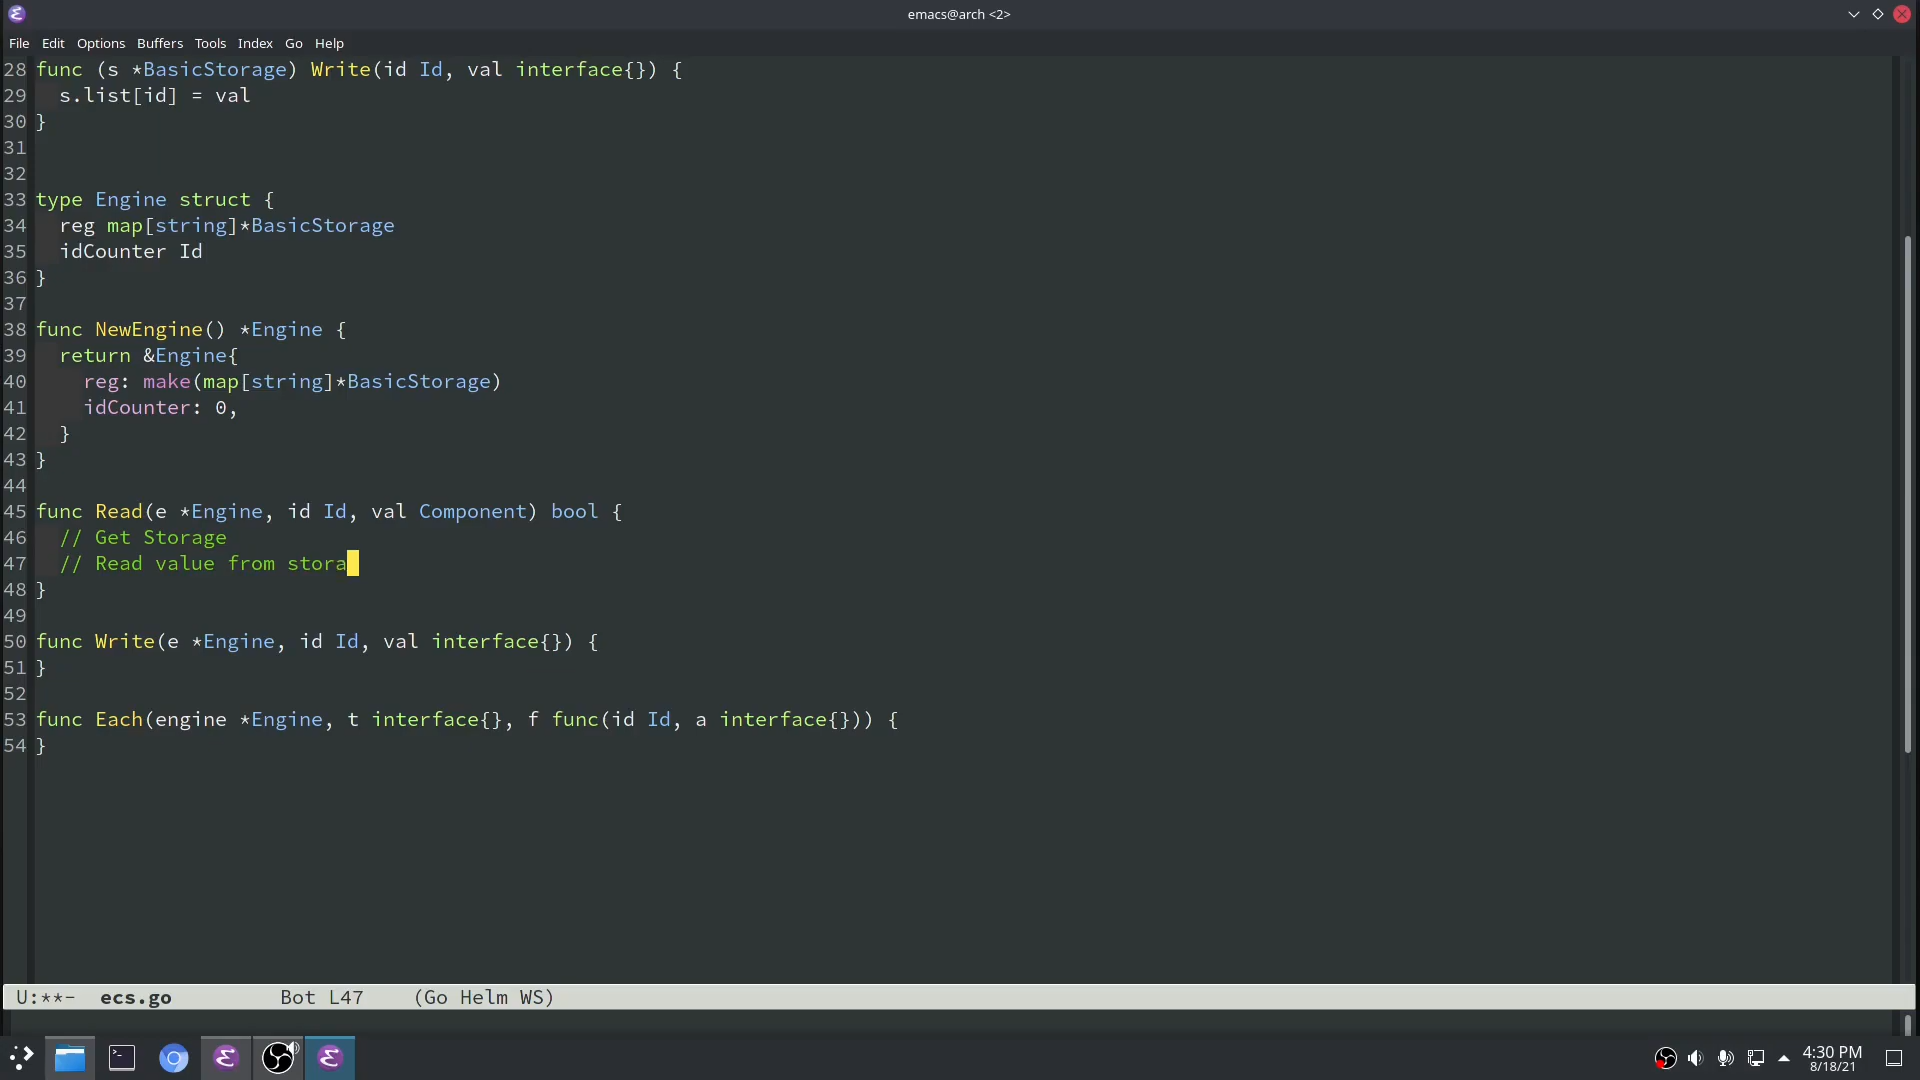 emacs@arch <2>
File Edit Options Buffers Tools Index Go Help
28 func (s *BasicStorage) Write(id Id, val interface{}) {
29   s.list[id] = val
30 }
31
32
33 type Engine struct {
34   reg map[string]*BasicStorage
35   idCounter Id
36 }
37
38 func NewEngine() *Engine {
39   return &Engine{
40     reg: make(map[string]*BasicStorage)
41     idCounter: 0,
42   }
43 }
44
45 func Read(e *Engine, id Id, val Component) bool {
46   // Get Storage
47   // Read value from stora
48 }
49
50 func Write(e *Engine, id Id, val interface{}) {
51 }
52
53 func Each(engine *Engine, t interface{}, f func(id Id, a interface{})) {
54 }
U:**-  ecs.go  Bot L47  (Go Helm WS)
4:30 PM
8/18/21